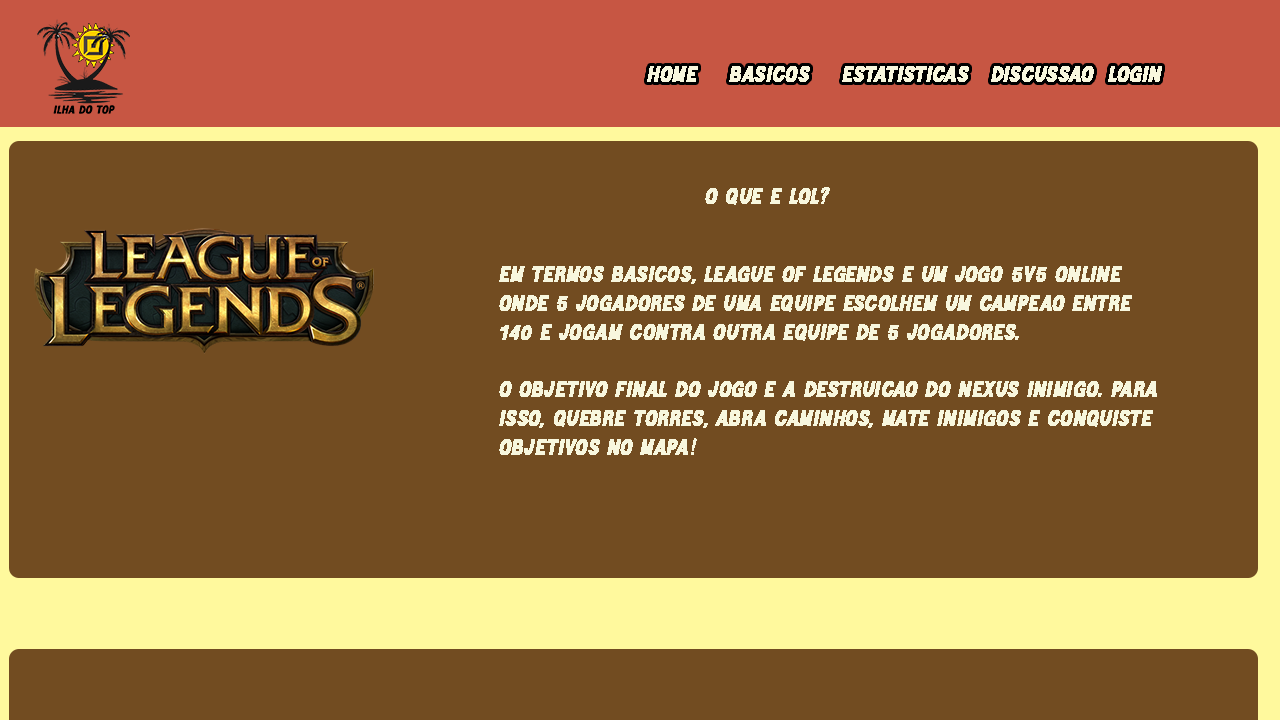 ILHA DO TOP
HOME BASICOS ESTATISTICAS DISCUSSAO LOGIN
O QUE E LOL?
LEAGUE OF
LEGENDS®
EM TERMOS BASICOS, LEAGUE OF LEGENDS E UM JOGO 5V5 ONLINE
ONDE 5 JOGADORES DE UMA EQUIPE ESCOLHEM UM CAMPEAO ENTRE
140 E JOGAM CONTRA OUTRA EQUIPE DE 5 JOGADORES.
O OBJETIVO FINAL DO JOGO E A DESTRUICAO DO NEXUS INIMIGO. PARA
ISSO, QUEBRE TORRES, ABRA CAMINHOS, MATE INIMIGOS E CONQUISTE
OBJETIVOS NO MAPA!